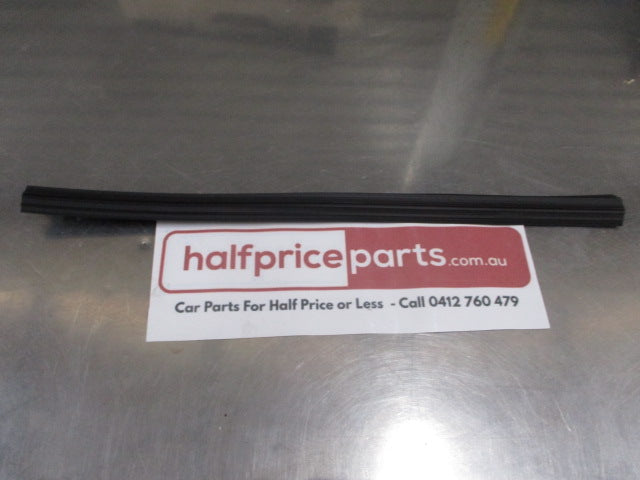 halfpriceparts.com.au
Car Parts For Half Price or Less - Call 0412 760 479